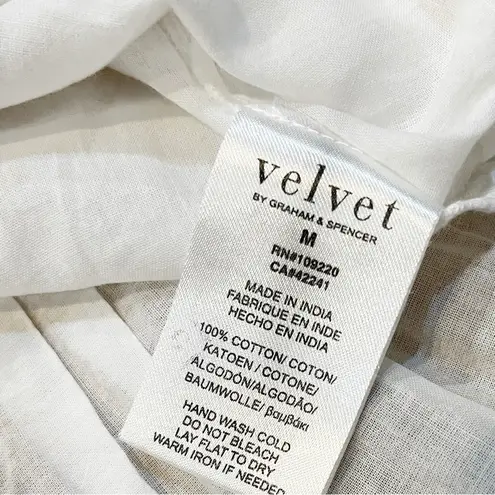 velvet
BY GRAHAM & SPENCER
M
RN#109220
CA#42241
MADE IN INDIA
FABRIQUE EN INDE
HECHO EN INDIA
100% COTTON/ COTON/
KATOEN / COTONE/
ALGODÓN/ALGODÃO/
BAUMWOLLE/ βαμβάκι
HAND WASH COLD
DO NOT BLEACH
LAY FLAT TO DRY
WARM IRON IF NEEDED